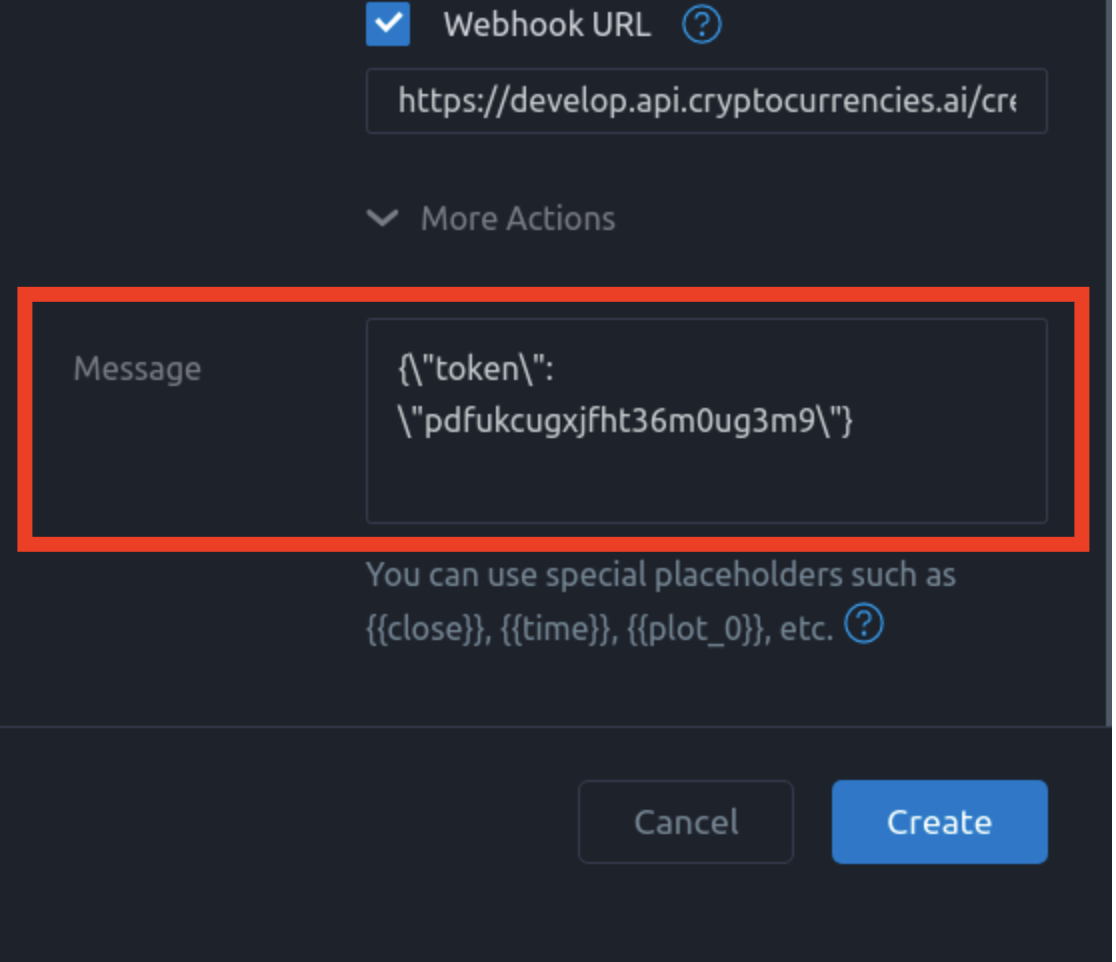 Webhook URL ?
https://develop.api.cryptocurrencies.ai/cre
More Actions
Message
{\"token\":
\"pdfukcugxjfht36m0ug3m9\"}
You can use special placeholders such as
{{close}}, {{time}}, {{plot_0}}, etc. ?
Cancel
Create